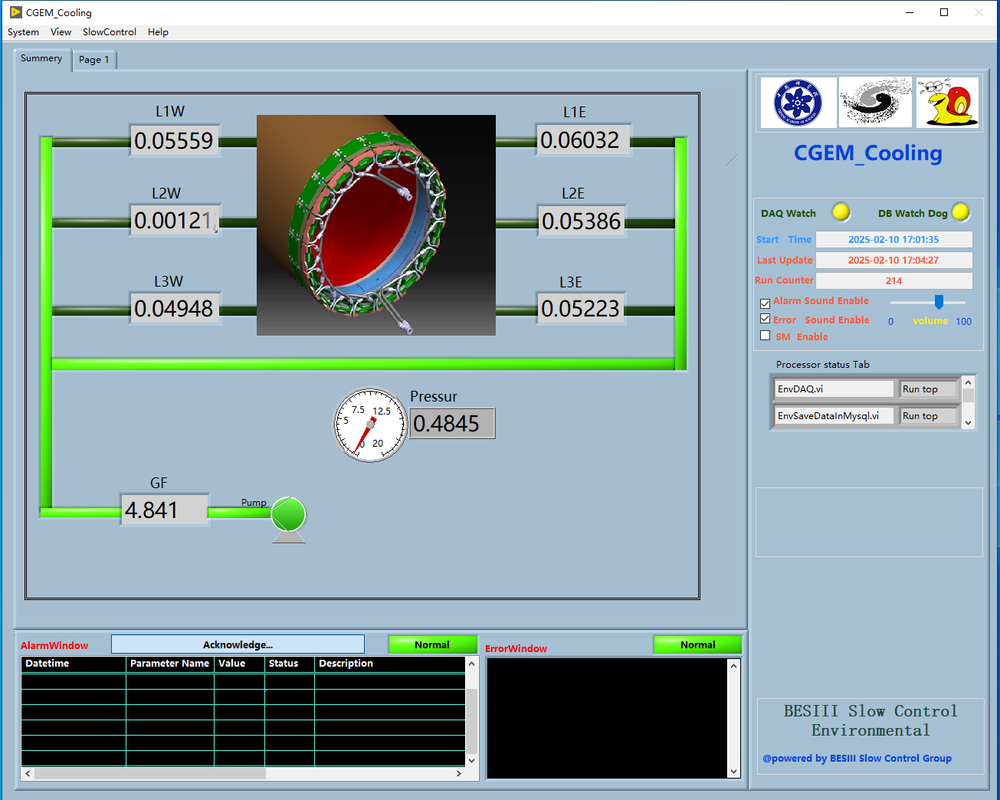 CGEM_Cooling
System View SlowControl Help
Summery Page 1
L1W
0.05559
L1E
0.06032
L2W
0.00121
L2E
0.05386
L3W
0.04948
L3E
0.05223
Pressur
0.4845
7.5 12.5
5
0 20
GF
4.841
Pump
CGEM_Cooling
DAQ Watch DB Watch Dog
Start Time 2025-02-10 17:01:35
Last Update 2025-02-10 17:04:27
Run Counter 214
Alarm Sound Enable
Error Sound Enable
0 volume 100
SM Enable
Processor status Tab
EnvDAQ.vi Run top
EnvSaveDataInMysql.vi Run top
AlarmWindow Acknowledge... Normal
Datetime Parameter Name Value Status Description
ErrorWindow Normal
BESIII Slow Control
Environmental
@powered by BESIII Slow Control Group